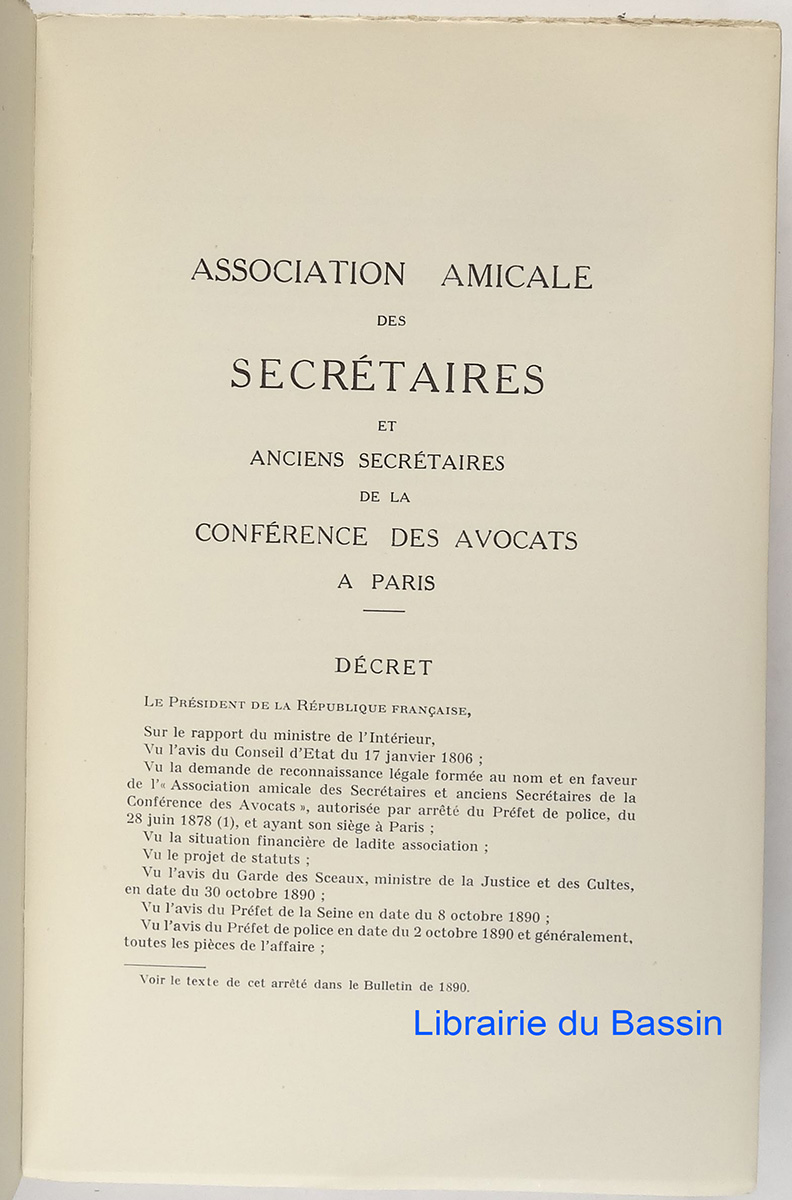 ASSOCIATION AMICALE
DES
SECRÉTAIRES
ET
ANCIENS SECRÉTAIRES
DE LA
CONFÉRENCE DES AVOCATS
A PARIS
DÉCRET
LE PRÉSIDENT DE LA RÉPUBLIQUE FRANÇAISE,
Sur le rapport du ministre de l'Intérieur,
Vu l'avis du Conseil d'Etat du 17 janvier 1806 ;
Vu la demande de reconnaissance légale formée au nom et en faveur
de l'« Association amicale des Secrétaires et anciens Secrétaires de la
Conférence des Avocats », autorisée par arrêté du Préfet de police, du
28 juin 1878 (1), et ayant son siège à Paris ;
Vu la situation financière de ladite association ;
Vu le projet de statuts ;
Vu l'avis du Garde des Sceaux, ministre de la Justice et des Cultes,
en date du 30 octobre 1890 ;
Vu l'avis du Préfet de la Seine en date du 8 octobre 1890 ;
Vu l'avis du Préfet de police en date du 2 octobre 1890 et généralement,
toutes les pièces de l'affaire ;
Voir le texte de cet arrêté dans le Bulletin de 1890.
Librairie du Bassin